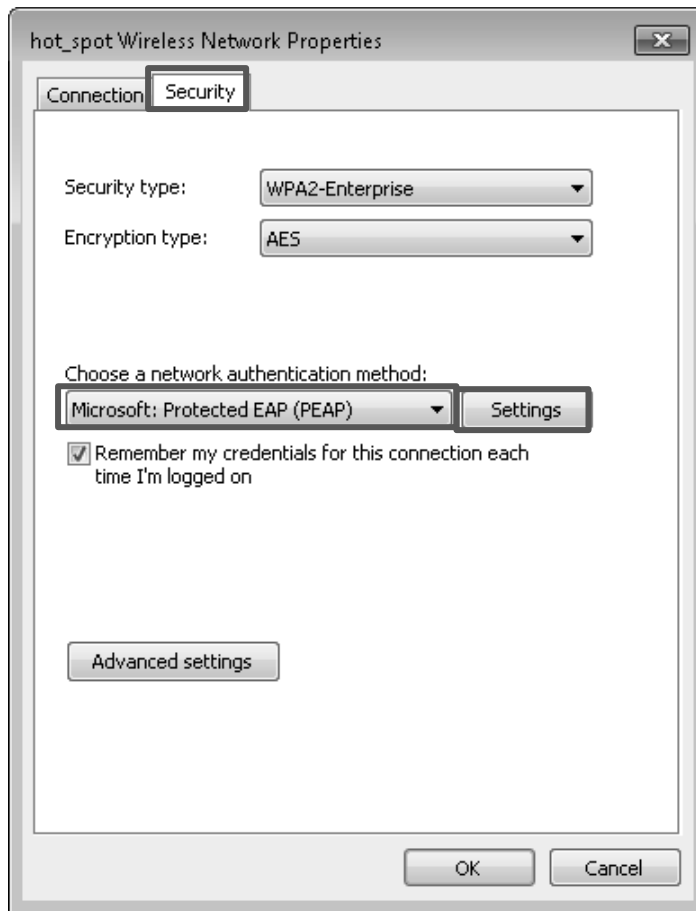 hot_spot Wireless Network Properties
Connection Security
Security type: WPA2-Enterprise
Encryption type: AES
Choose a network authentication method:
Microsoft: Protected EAP (PEAP) Settings
Remember my credentials for this connection each
time I'm logged on
Advanced settings
OK Cancel